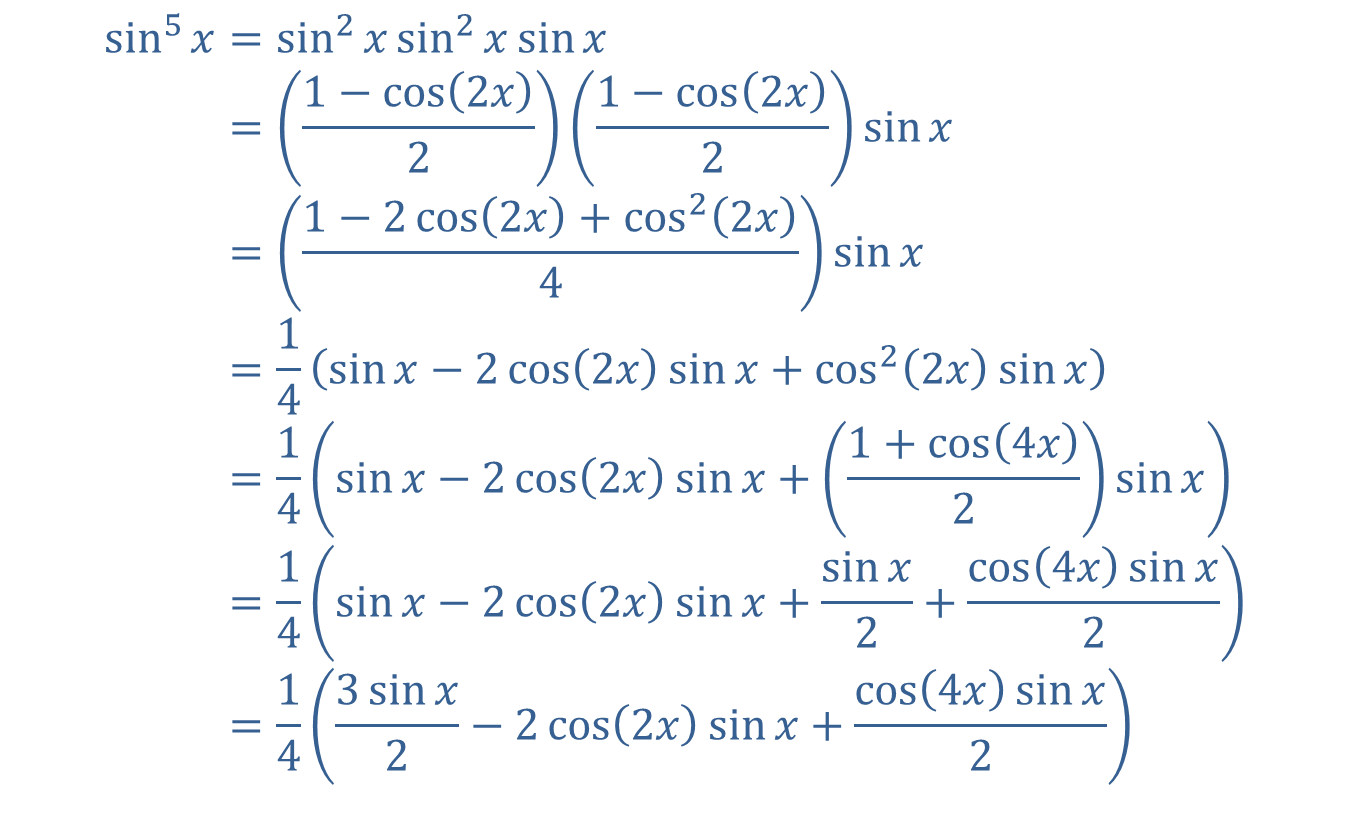 sin⁵ x = sin² x sin² x sin x
= ((1 − cos(2x))/2) ((1 − cos(2x))/2) sin x
= ((1 − 2 cos(2x) + cos²(2x))/4) sin x
= 1/4 (sin x − 2 cos(2x) sin x + cos²(2x) sin x)
= 1/4 (sin x − 2 cos(2x) sin x + ((1 + cos(4x))/2) sin x)
= 1/4 (sin x − 2 cos(2x) sin x + (sin x)/2 + (cos(4x) sin x)/2)
= 1/4 ((3 sin x)/2 − 2 cos(2x) sin x + (cos(4x) sin x)/2)